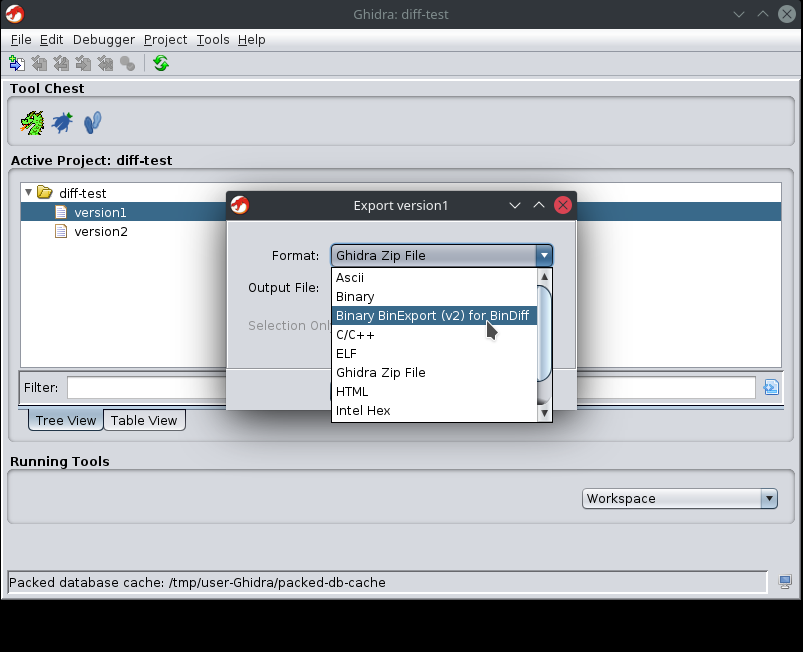 Ghidra: diff-test
File Edit Debugger Project Tools Help
Tool Chest
Active Project: diff-test
diff-test
version1
version2
Export version1
Format: Ghidra Zip File
Ascii
Output File:
Binary
Binary BinExport (v2) for BinDiff
Selection Onl
C/C++
ELF
Ghidra Zip File
HTML
Intel Hex
Filter:
Tree View Table View
Running Tools
Workspace
Packed database cache: /tmp/user-Ghidra/packed-db-cache